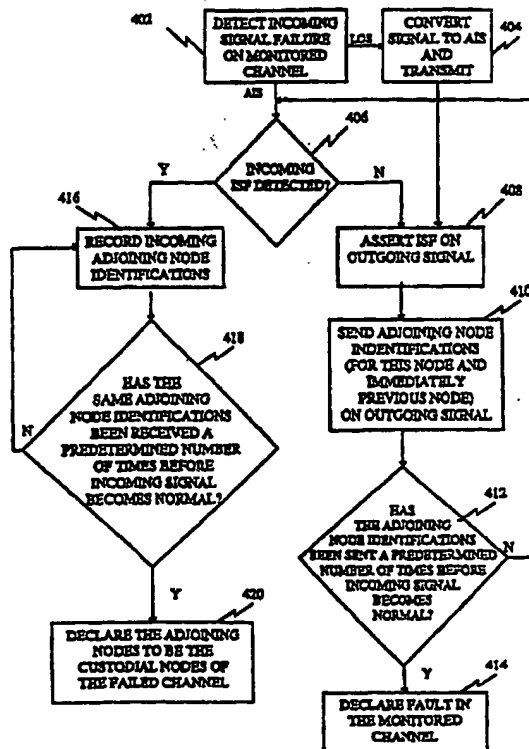 402
DETECT INCOMING
SIGNAL FAILURE
ON MONITORED
CHANNEL
LOS
CONVERT
SIGNAL TO AIS
AND
TRANSMIT
404
AIS
406
INCOMING
ISF DETECTED?
Y
N
416
RECORD INCOMING
ADJOINING NODE
IDENTIFICATIONS
408
ASSERT ISF ON
OUTGOING SIGNAL
410
SEND ADJOINING NODE
INDENTIFICATIONS
(FOR THIS NODE AND
IMMEDIATELY
PREVIOUS NODE)
ON OUTGOING SIGNAL
418
HAS THE
SAME ADJOINING
NODE IDENTIFICATIONS
BEEN RECEIVED A
PREDETERMINED NUMBER
OF TIMES BEFORE
INCOMING SIGNAL
BECOMES NORMAL?
N
Y
412
HAS
THE ADJOINING
NODE IDENTIFICATIONS
BEEN SENT A PREDETERMINED
NUMBER OF TIMES BEFORE
INCOMING SIGNAL
BECOMES
NORMAL?
N
Y
420
DECLARE THE ADJOINING
NODES TO BE THE
CUSTODIAL NODES OF
THE FAILED CHANNEL
414
DECLARE FAULT IN
THE MONITORED
CHANNEL